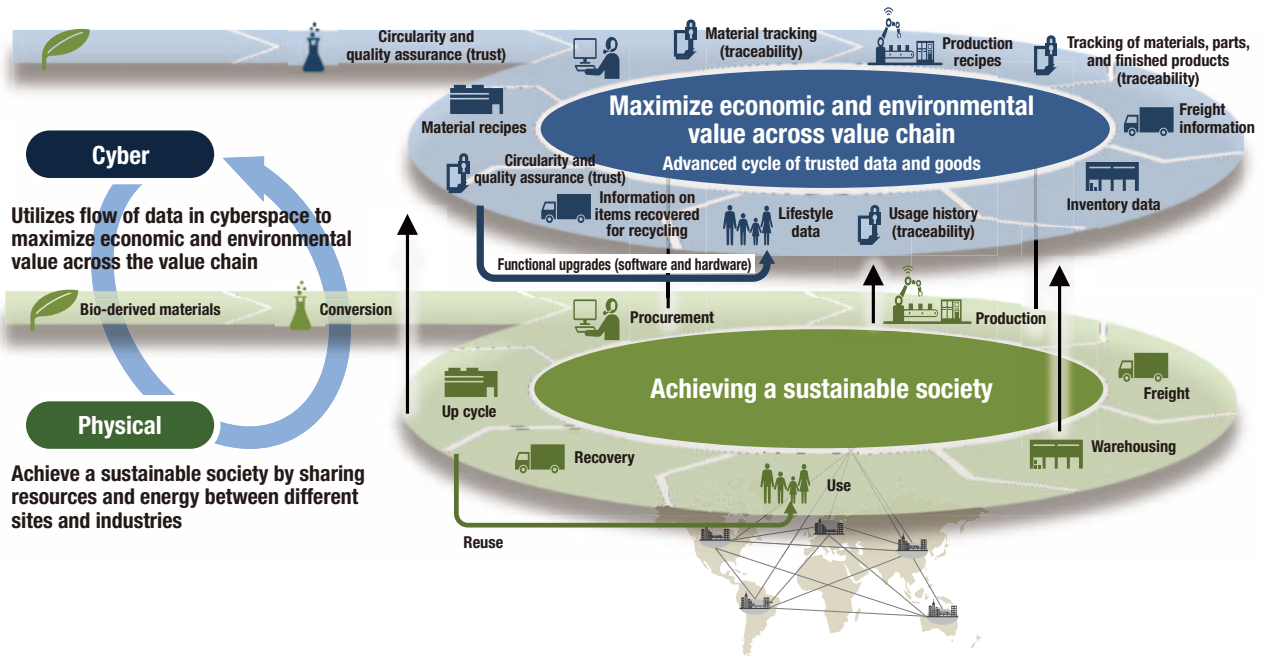 Circularity and
quality assurance (trust)
Material tracking
(traceability)
Production
recipes
Tracking of materials, parts,
and finished products
(traceability)
Material recipes
Maximize economic and environmental
value across value chain
Advanced cycle of trusted data and goods
Freight
information
Cyber
Circularity and
quality assurance (trust)
Information on
items recovered
for recycling
Lifestyle
data
Usage history
(traceability)
Inventory data
Utilizes flow of data in cyberspace to
maximize economic and environmental
value across the value chain
Functional upgrades (software and hardware)
Bio-derived materials
Conversion
Procurement
Production
Up cycle
Achieving a sustainable society
Freight
Physical
Recovery
Use
Warehousing
Achieve a sustainable society by sharing
resources and energy between different
sites and industries
Reuse